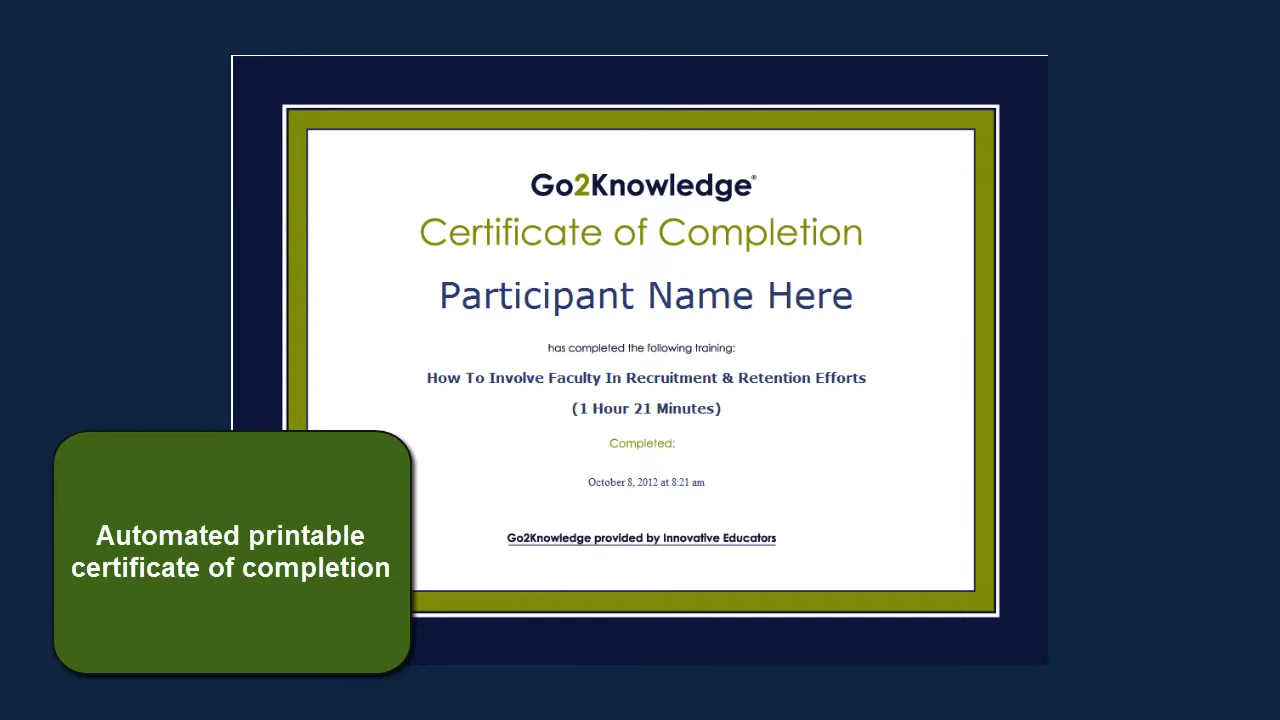 Go2Knowledge®
Certificate of Completion
Participant Name Here
has completed the following training:
How To Involve Faculty In Recruitment & Retention Efforts
(1 Hour 21 Minutes)
Completed:
October 8, 2012 at 8:21 am
Go2Knowledge provided by Innovative Educators
Automated printable
certificate of completion